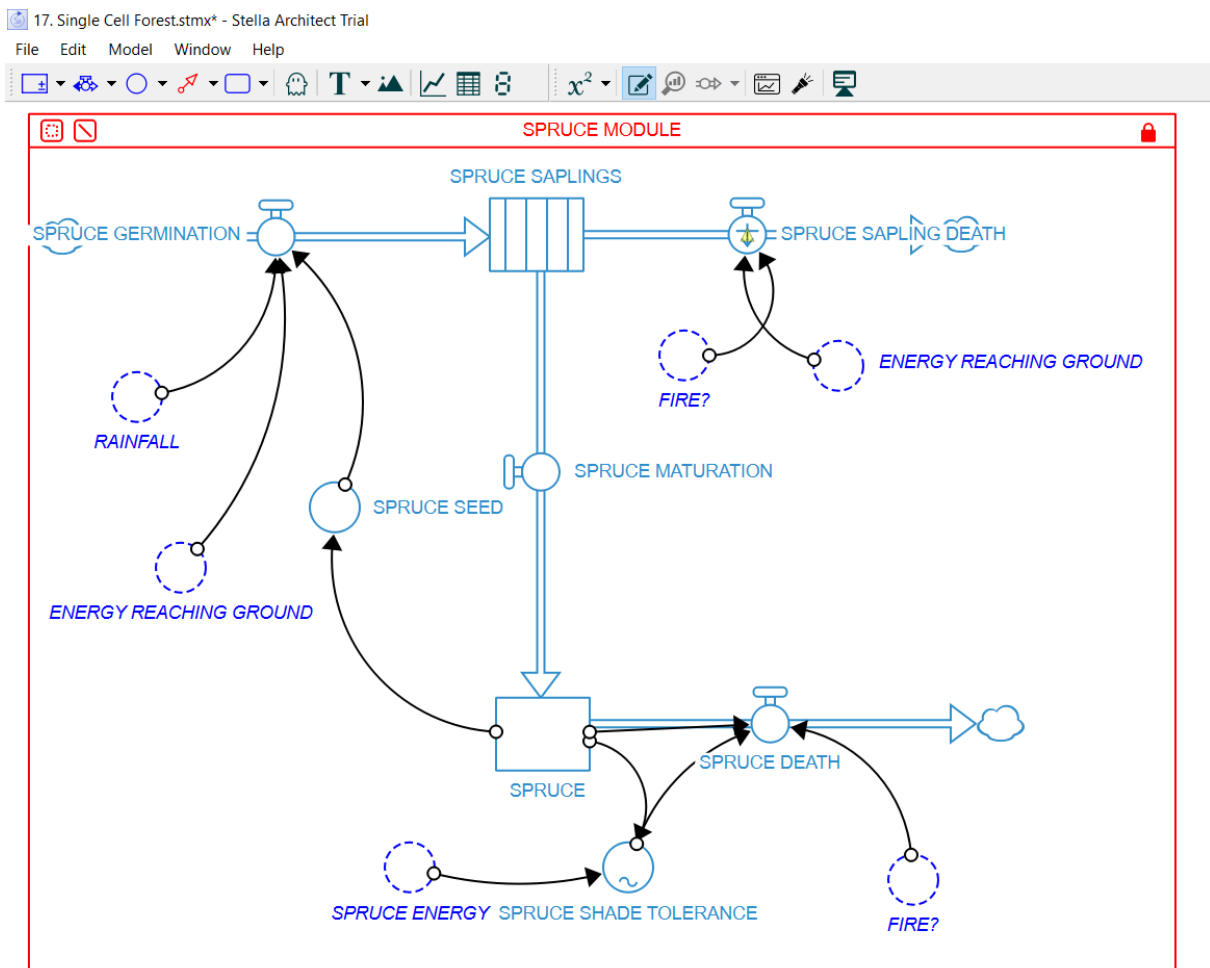 17. Single Cell Forest.stmx* - Stella Architect Trial
File Edit Model Window Help
T x²
SPRUCE MODULE
SPRUCE SAPLINGS
SPRUCE GERMINATION
SPRUCE SAPLING DEATH
ENERGY REACHING GROUND
FIRE?
RAINFALL
SPRUCE MATURATION
SPRUCE SEED
ENERGY REACHING GROUND
SPRUCE DEATH
SPRUCE
SPRUCE ENERGY
SPRUCE SHADE TOLERANCE
FIRE?